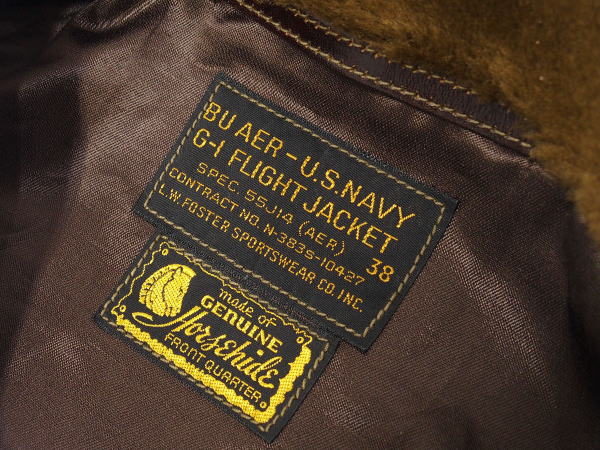 BU AER - U.S. NAVY
G-1 FLIGHT JACKET
SPEC. 55J14 (AER) 38
CONTRACT NO. N-383S-10427
L.W. FOSTER SPORTSWEAR CO. INC.
made of
GENUINE
Horsehide
FRONT QUARTER